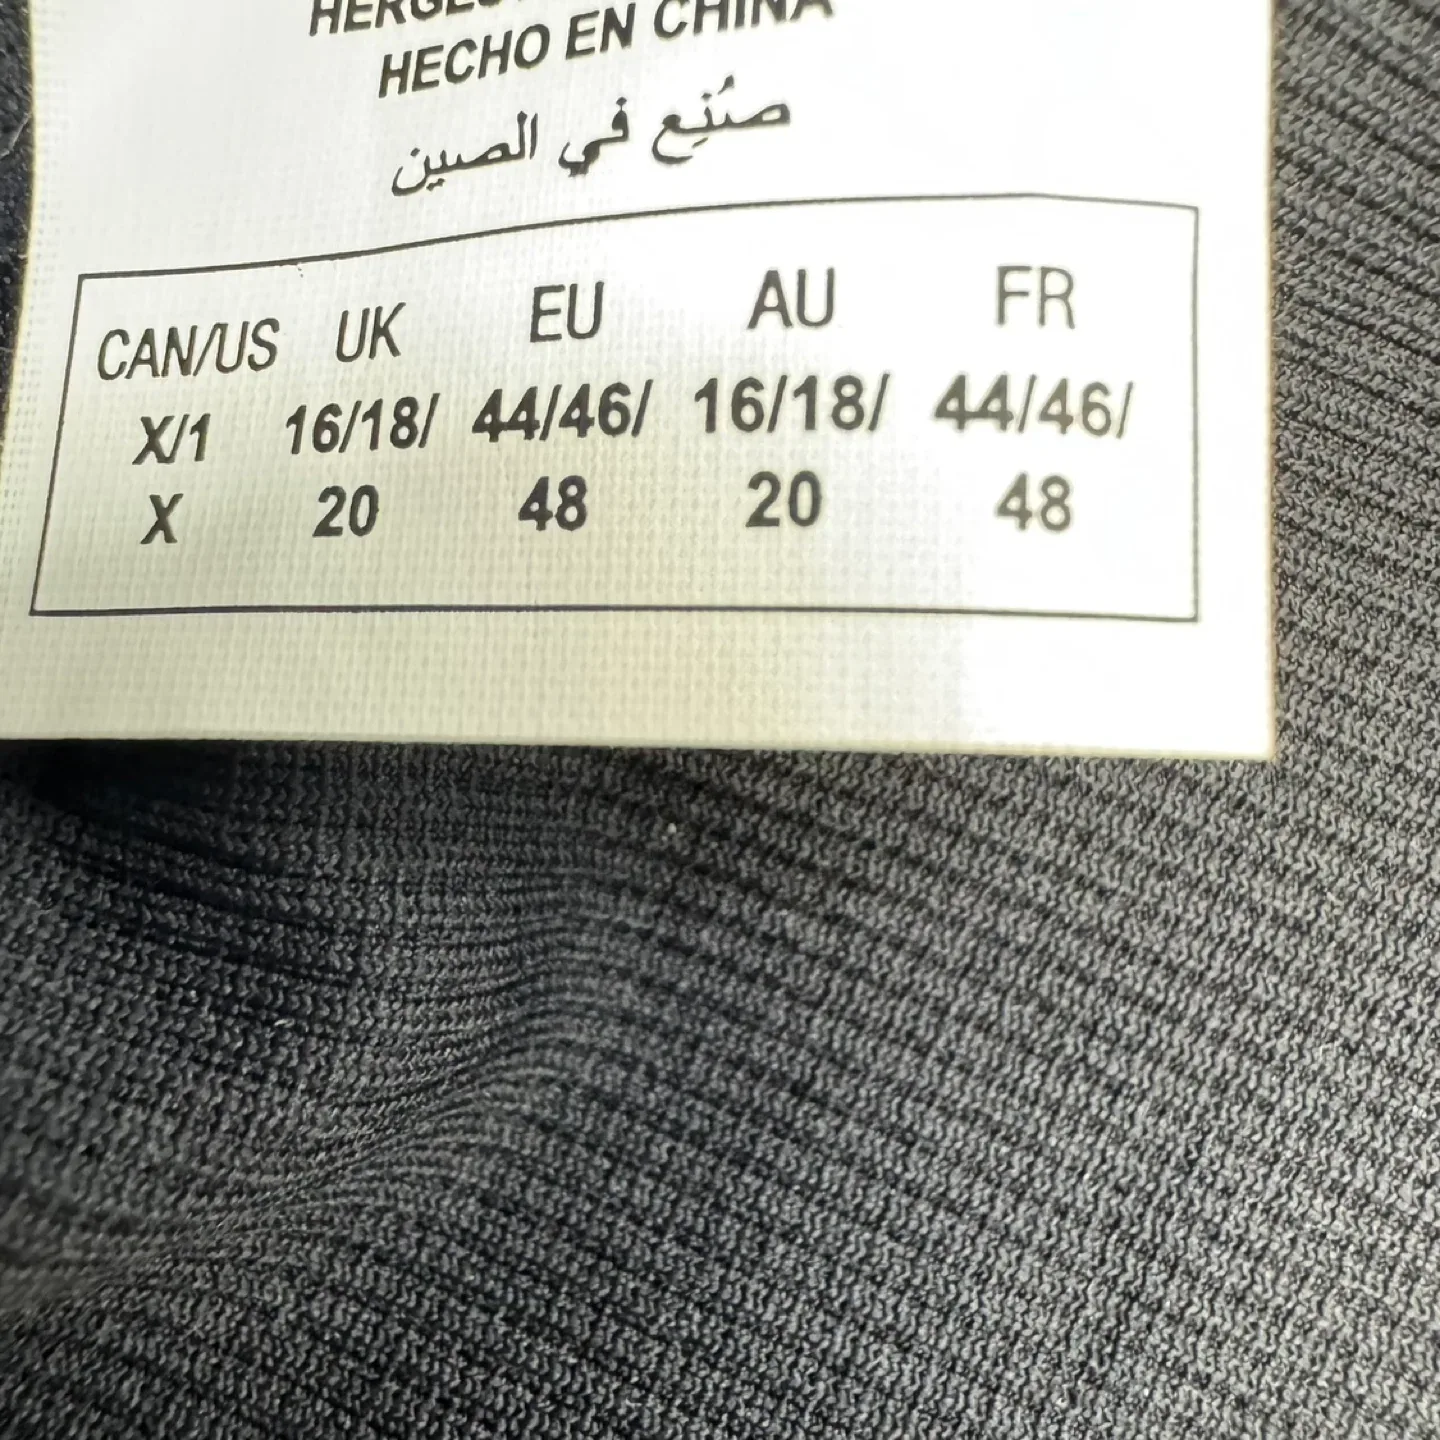 HECHO EN CHINA
صُنِع في الصين
CAN/US UK EU AU FR
X/1 16/18/ 44/46/ 16/18/ 44/46/
X 20 48 20 48